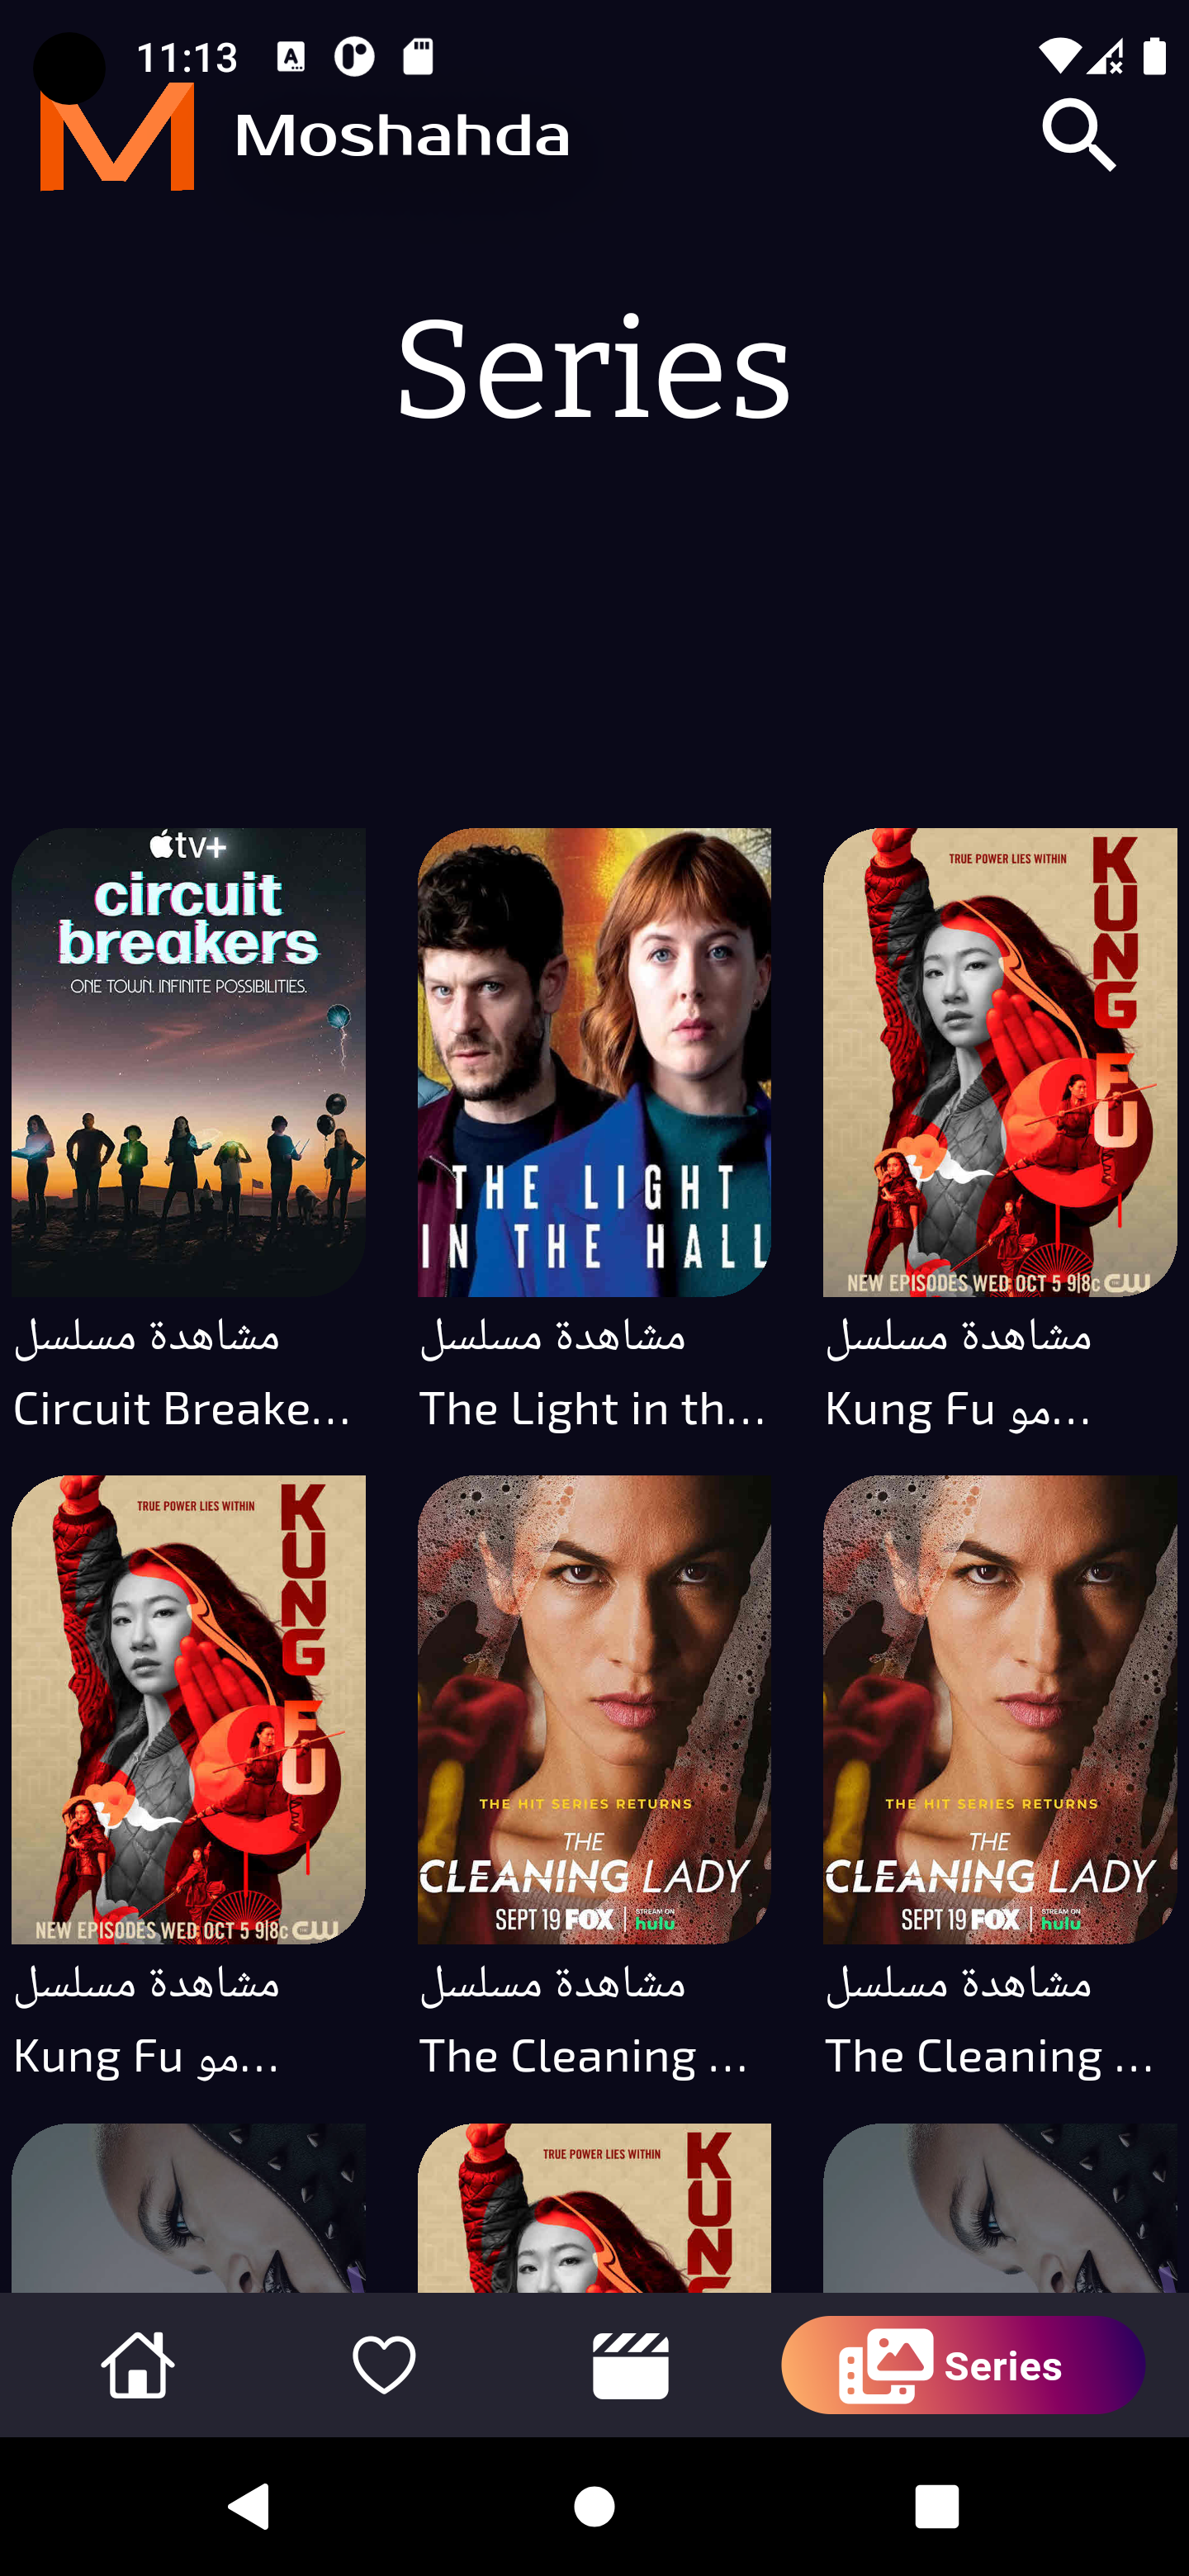 11:13
Moshahda
Series
tv+
circuit
breakers
ONE TOWN. INFINITE POSSIBILITIES.
THE LIGHT
IN THE HALL
TRUE POWER LIES WITHIN
KUNG
FU
NEW EPISODES WED OCT 5 9|8c THE CW
مشاهدة مسلسل
Circuit Breake...
مشاهدة مسلسل
The Light in th...
مشاهدة مسلسل
Kung Fu مو...
TRUE POWER LIES WITHIN
KUNG
FU
NEW EPISODES WED OCT 5 9|8c THE CW
THE HIT SERIES RETURNS
THE
CLEANING LADY
SEPT 19 FOX | STREAM ON hulu
THE HIT SERIES RETURNS
THE
CLEANING LADY
SEPT 19 FOX | STREAM ON hulu
مشاهدة مسلسل
Kung Fu مو...
مشاهدة مسلسل
The Cleaning ...
مشاهدة مسلسل
The Cleaning ...
TRUE POWER LIES WITHIN
KUN
Series